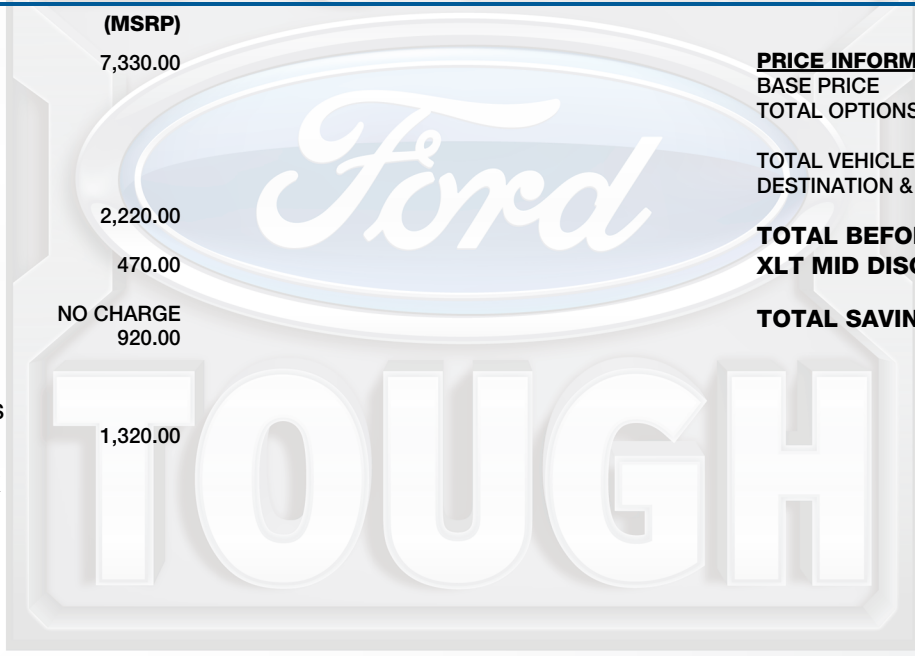 (MSRP)
7,330.00
2,220.00
470.00
NO CHARGE
920.00
1,320.00
PRICE INFORM
BASE PRICE
TOTAL OPTIONS
TOTAL VEHICLE
DESTINATION &
TOTAL BEFO
XLT MID DISC
TOTAL SAVIN
Ford
TOUGH